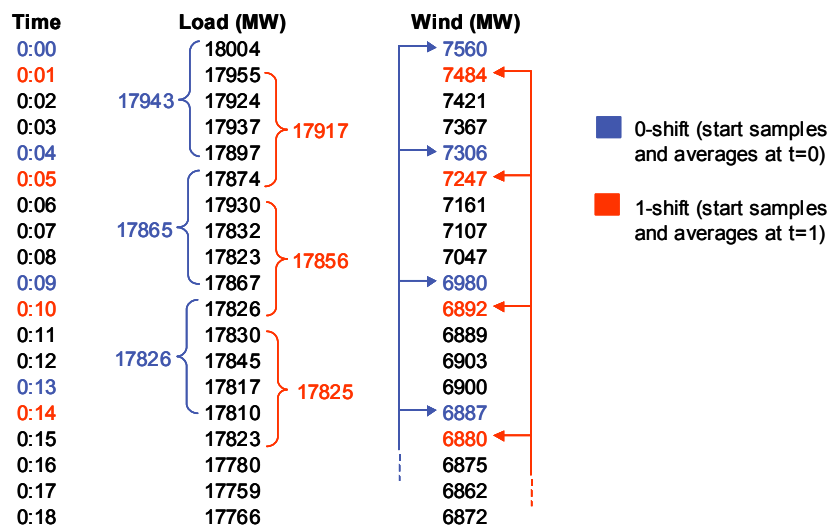 Time Load (MW) Wind (MW)
0:00 18004 7560
0:01 17955 7484
0:02 17943 17924 7421
0:03 17937 17917 7367 0-shift (start samples
0:04 17897 7306 and averages at t=0)
0:05 17874 7247
0:06 17930 7161 1-shift (start samples
0:07 17865 17832 7107 and averages at t=1)
0:08 17823 17856 7047
0:09 17867 6980
0:10 17826 6892
0:11 17830 6889
0:12 17826 17845 6903
0:13 17817 17825 6900
0:14 17810 6887
0:15 17823 6880
0:16 17780 6875
0:17 17759 6862
0:18 17766 6872